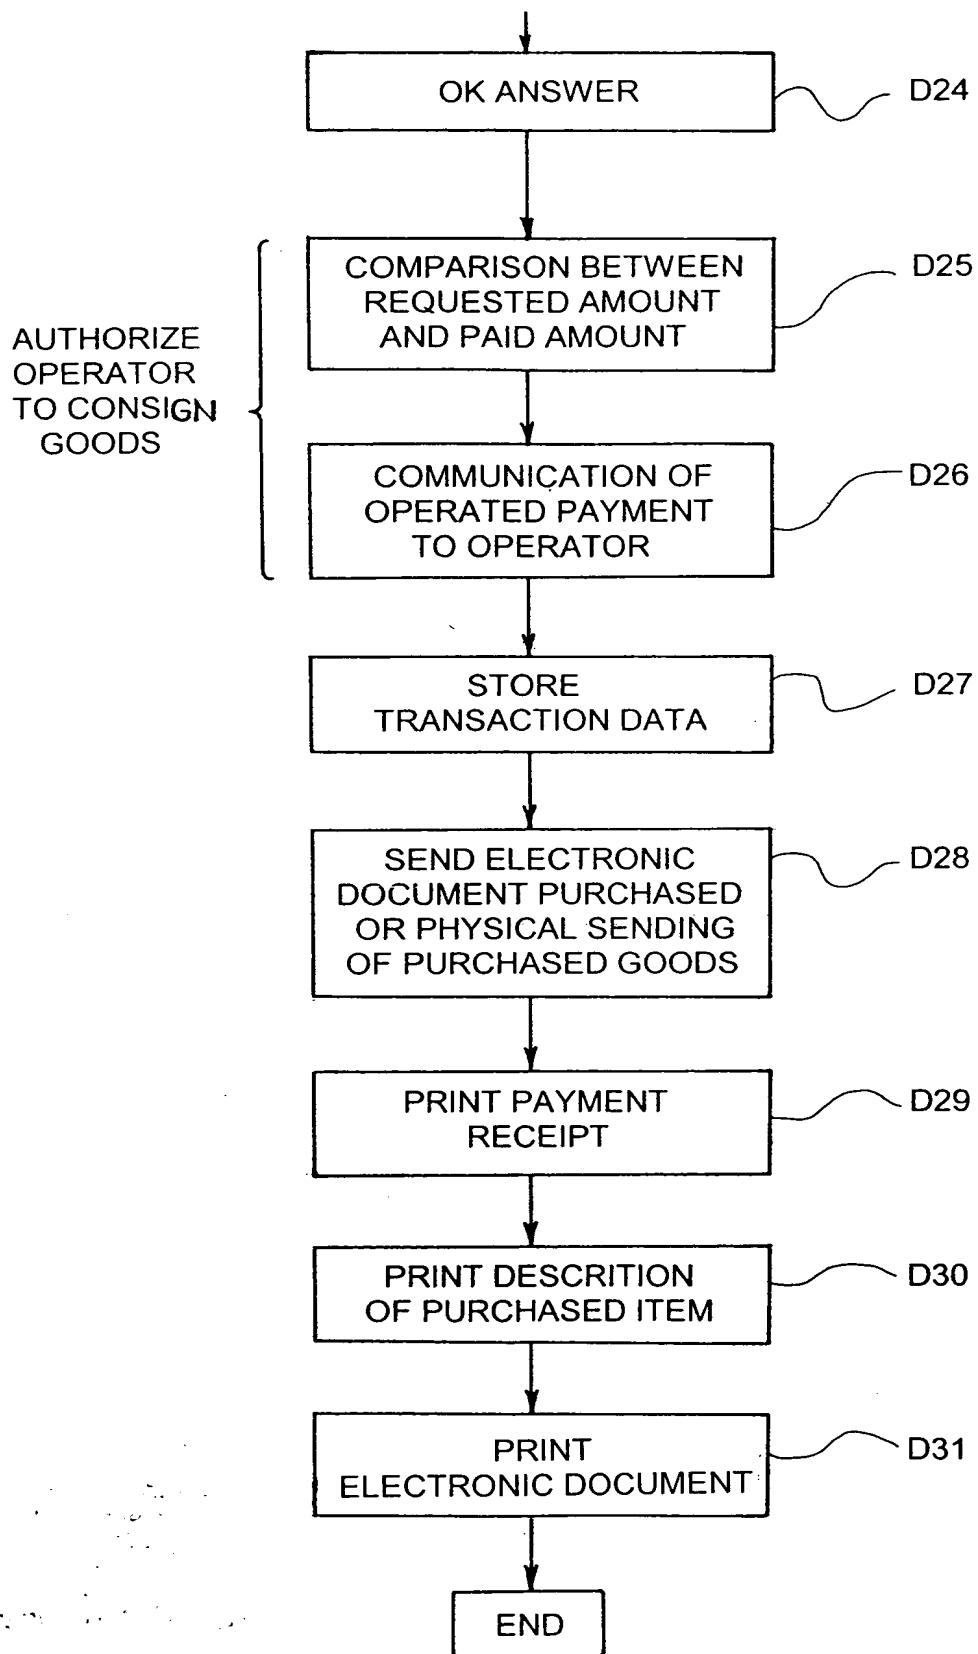 OK ANSWER
D24
COMPARISON BETWEEN
REQUESTED AMOUNT
AND PAID AMOUNT
D25
AUTHORIZE
OPERATOR
TO CONSIGN
GOODS
COMMUNICATION OF
OPERATED PAYMENT
TO OPERATOR
D26
STORE
TRANSACTION DATA
D27
SEND ELECTRONIC
DOCUMENT PURCHASED
OR PHYSICAL SENDING
OF PURCHASED GOODS
D28
PRINT PAYMENT
RECEIPT
D29
PRINT DESCRITION
OF PURCHASED ITEM
D30
PRINT
ELECTRONIC DOCUMENT
D31
END